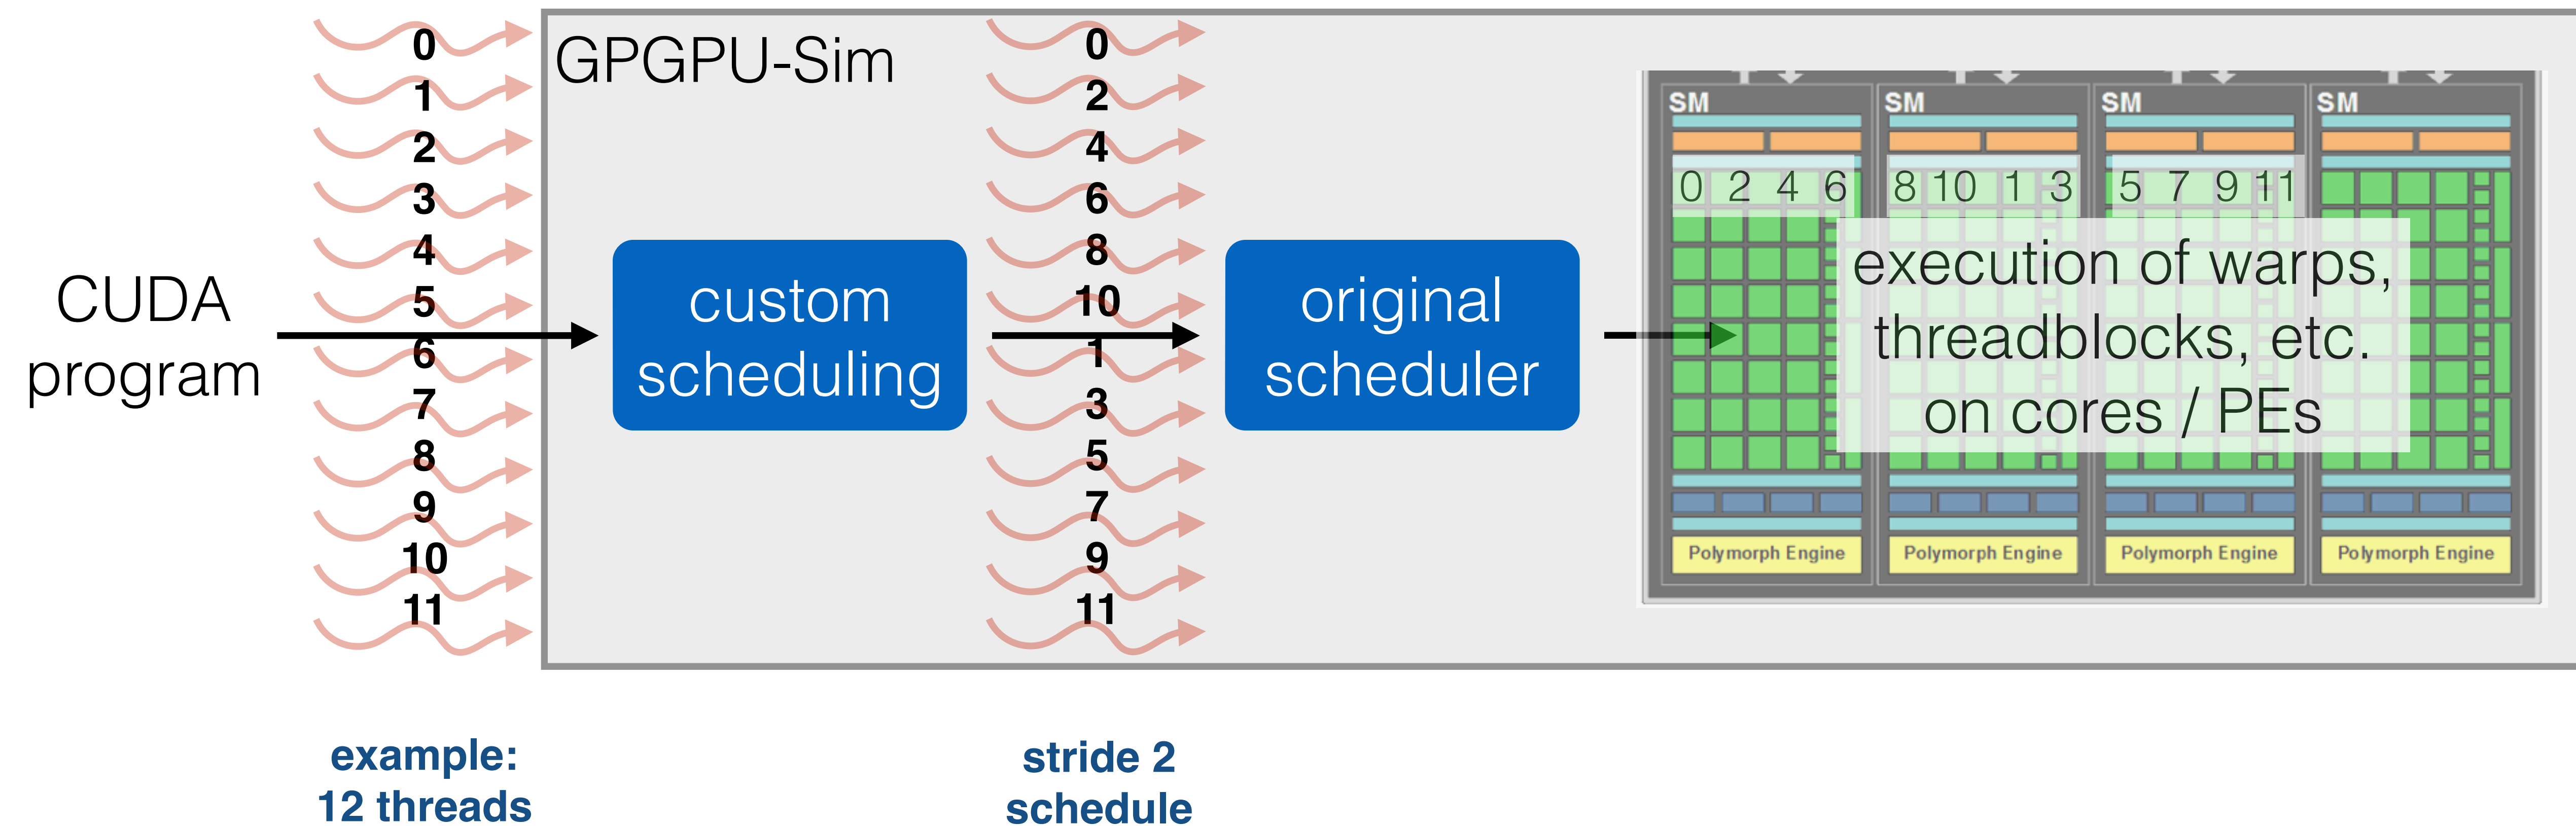 0
1
2
3
4
5
6
7
8
9
10
11
CUDA
program
GPGPU-Sim
custom
scheduling
0
2
4
6
8
10
1
3
5
7
9
11
original
scheduler
SM SM SM SM
0 2 4 6 8 10 1 3 5 7 9 11
execution of warps,
threadblocks, etc.
on cores / PEs
Polymorph Engine Polymorph Engine Polymorph Engine Polymorph Engine
example:
12 threads
stride 2
schedule